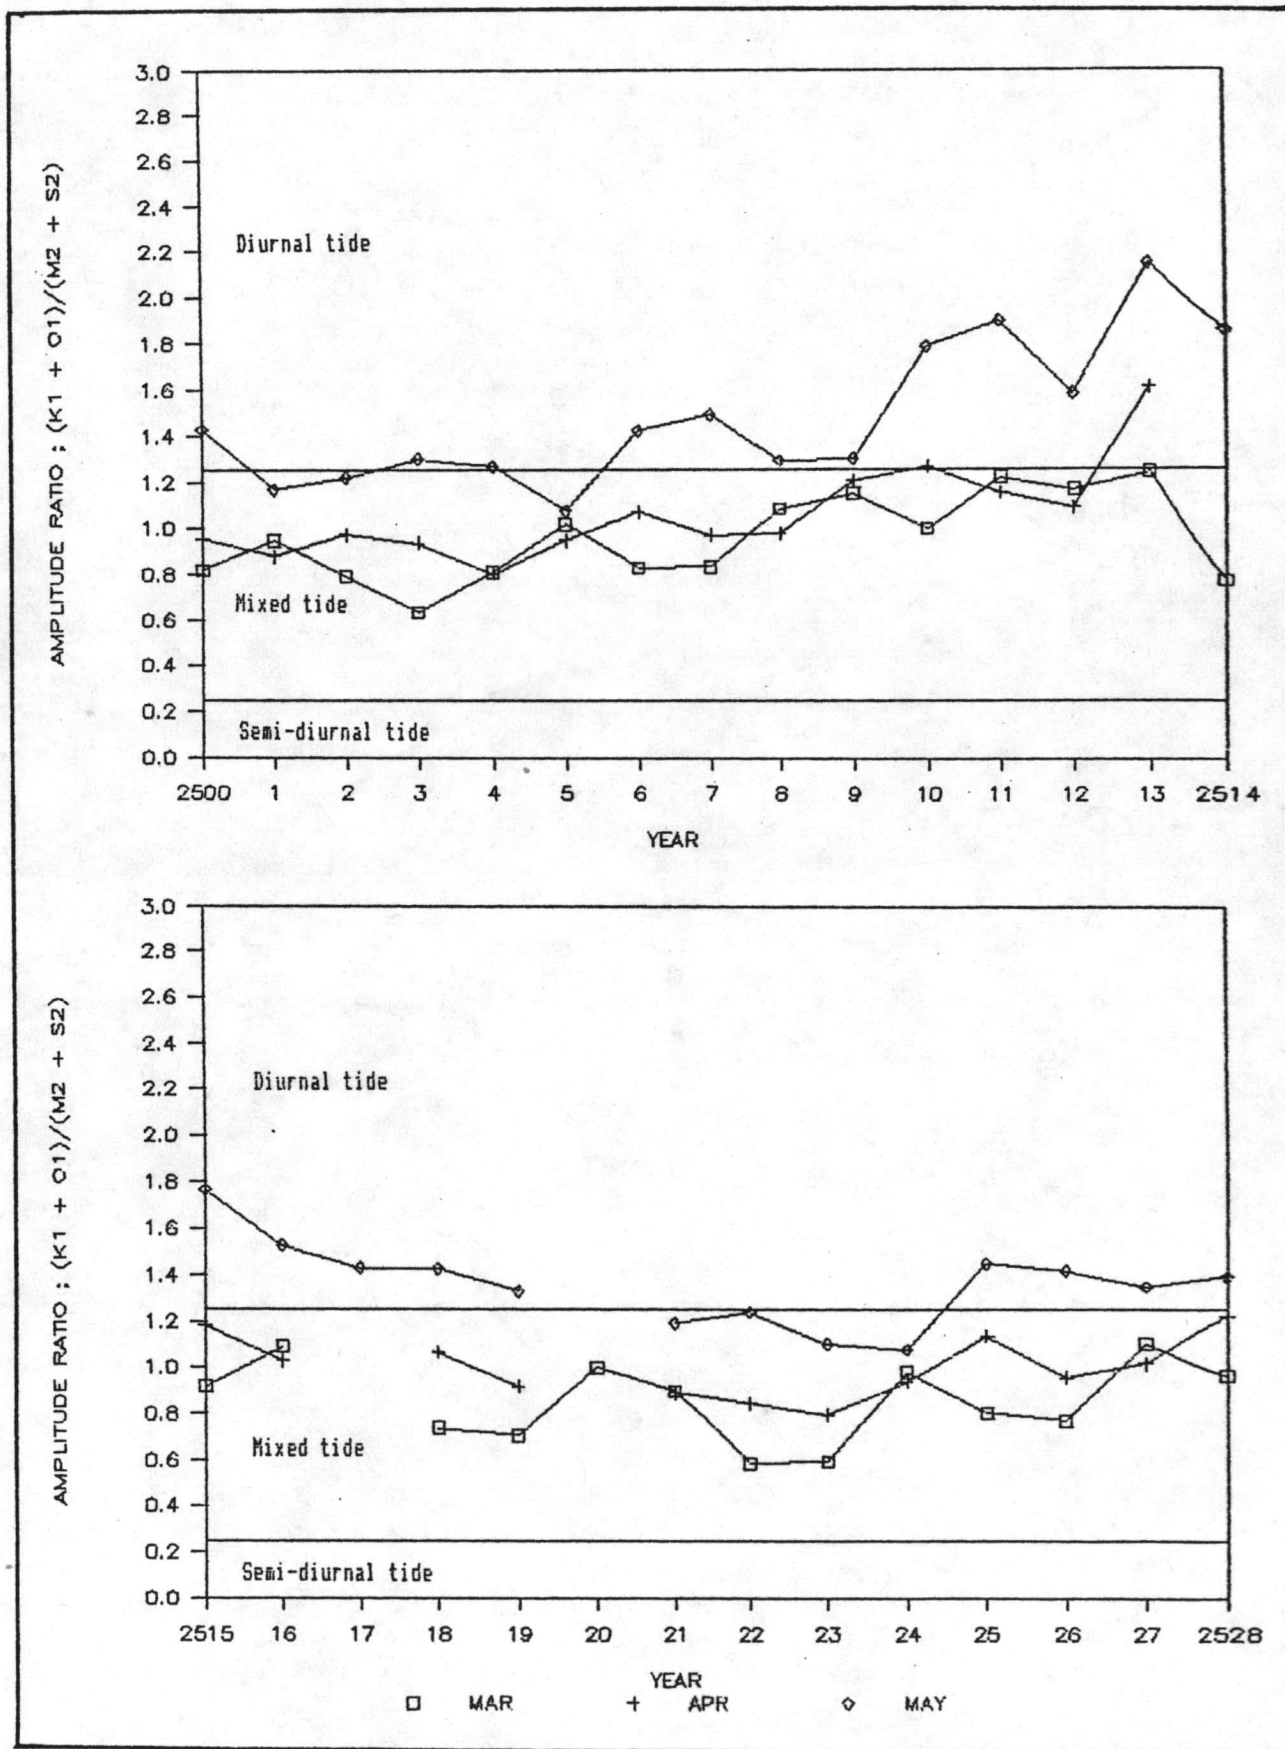 AMPLITUDE RATIO ; (K1 + O1)/(M2 + S2)
3.0
2.8
2.6
2.4
2.2
2.0
1.8
1.6
1.4
1.2
1.0
0.8
0.6
0.4
0.2
0.0
Diurnal tide
Mixed tide
Semi-diurnal tide
2500 1 2 3 4 5 6 7 8 9 10 11 12 13 2514
YEAR
AMPLITUDE RATIO ; (K1 + O1)/(M2 + S2)
3.0
2.8
2.6
2.4
2.2
2.0
1.8
1.6
1.4
1.2
1.0
0.8
0.6
0.4
0.2
0.0
Diurnal tide
Mixed tide
Semi-diurnal tide
2515 16 17 18 19 20 21 22 23 24 25 26 27 2528
YEAR
MAR APR MAY